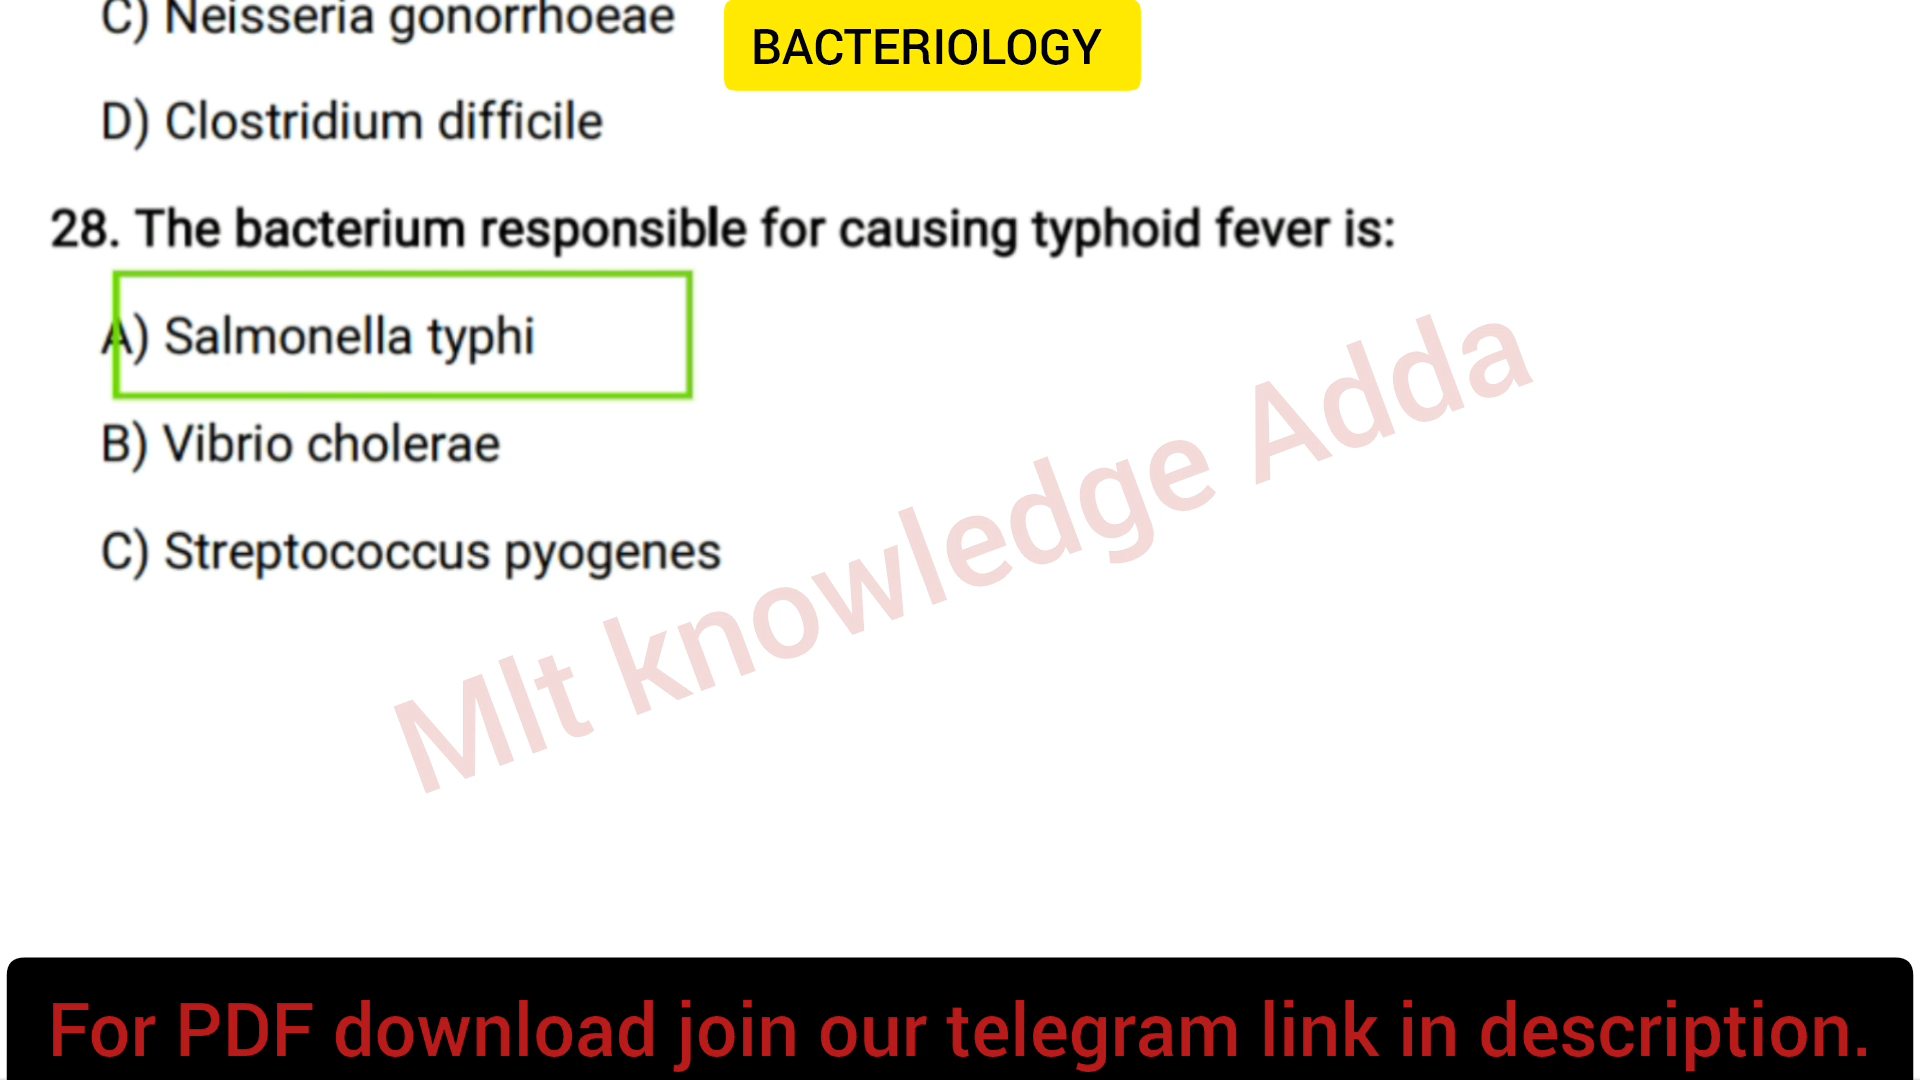 C) Neisseria gonorrhoeae
BACTERIOLOGY
D) Clostridium difficile
28. The bacterium responsible for causing typhoid fever is:
A) Salmonella typhi
B) Vibrio cholerae
C) Streptococcus pyogenes
Mlt knowledge Adda
For PDF download join our telegram link in description.